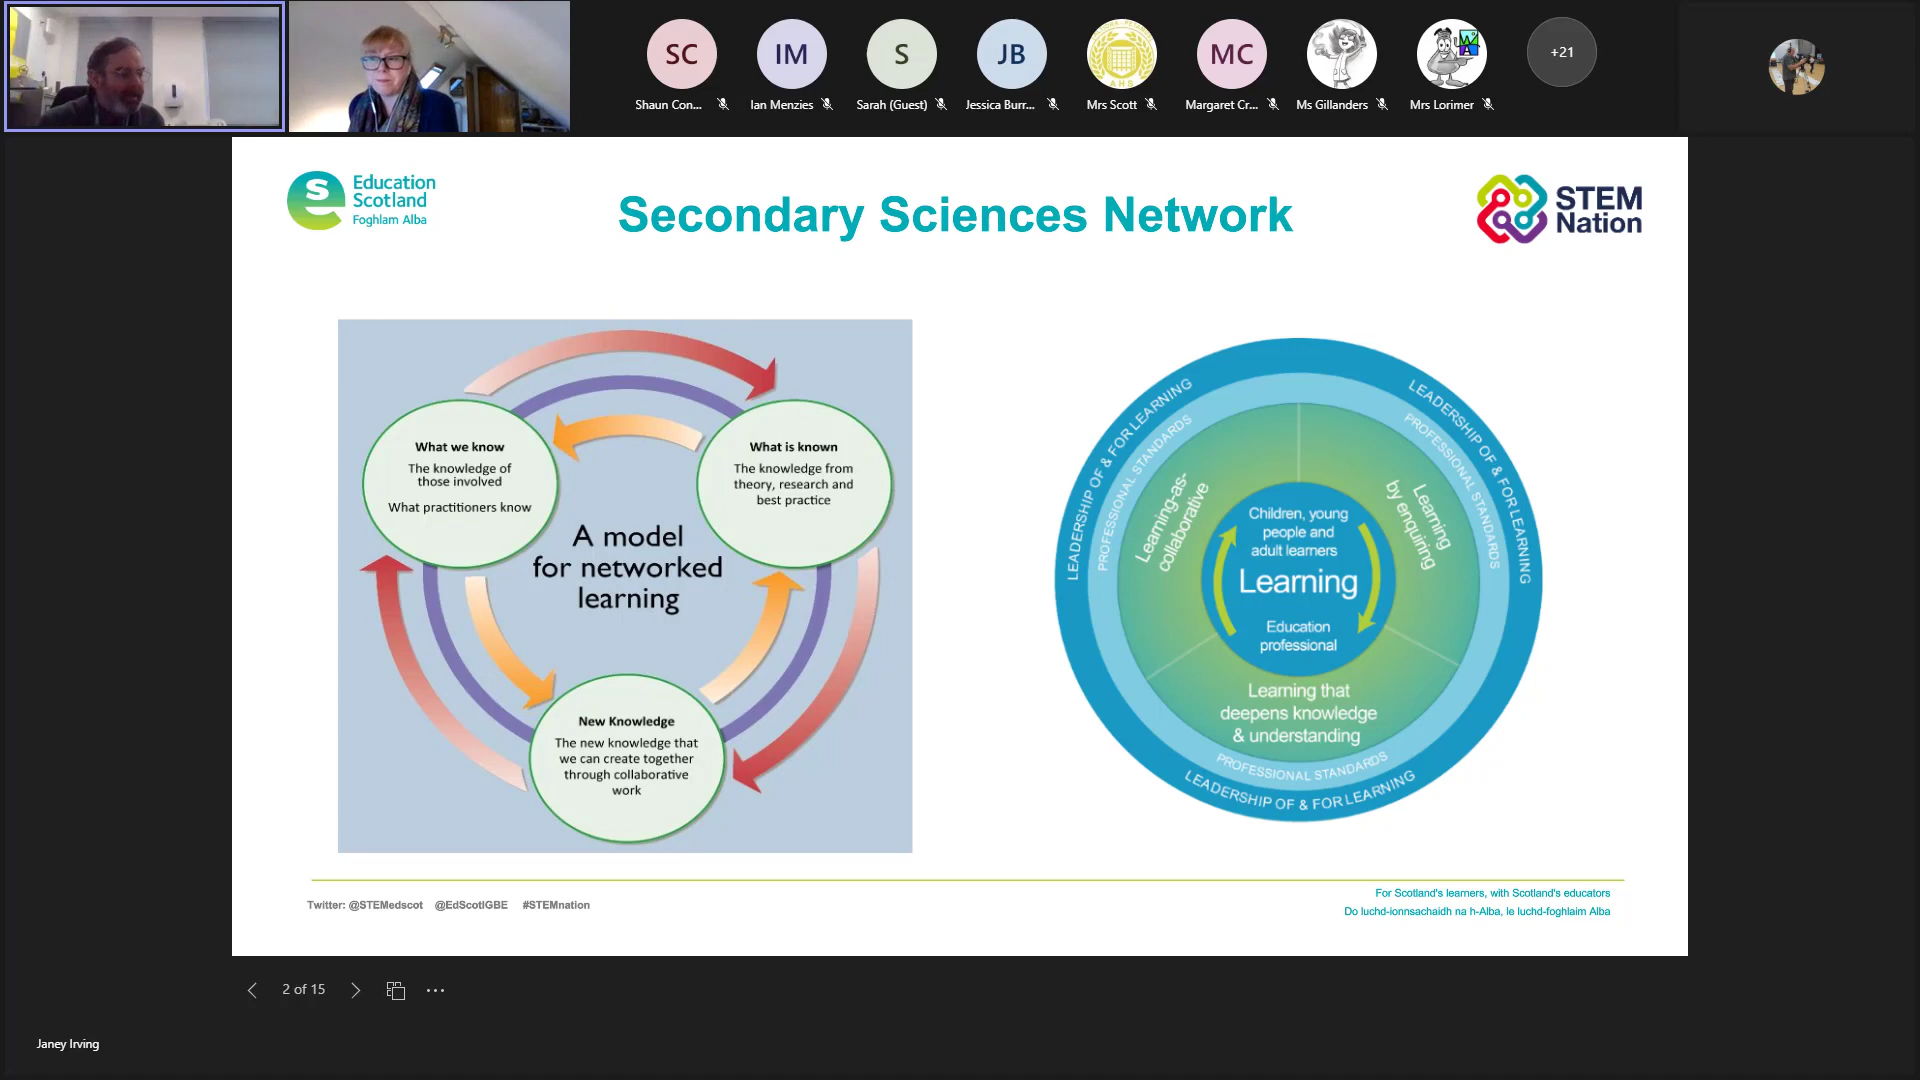 SC
IM
S
JB
MC
+21
Shaun Con...
Ian Menzies
Sarah (Guest)
Jessica Burr...
Mrs Scott
Margaret Cr...
Ms Gillanders
Mrs Lorimer
Education
Scotland
Foghlam Alba
Secondary Sciences Network
STEM
Nation
What we know
The knowledge of
those involved
What practitioners know
What is known
The knowledge from
theory, research and
best practice
A model
for networked
learning
New Knowledge
The new knowledge that
we can create together
through collaborative
work
LEADERSHIP OF & FOR LEARNING
LEADERSHIP OF & FOR LEARNING
PROFESSIONAL STANDARDS
PROFESSIONAL STANDARDS
Learning-as-
collaborative
Learning
by enquiring
Children, young
people and
adult learners
Learning
Education
professional
Learning that
deepens knowledge
& understanding
PROFESSIONAL STANDARDS
LEADERSHIP OF & FOR LEARNING
Twitter: @STEMedscot @EdScotIGBE #STEMnation
For Scotland's learners, with Scotland's educators
Do luchd-ionnsachaidh na h-Alba, le luchd-foghlaim Alba
2 of 15
Janey Irving